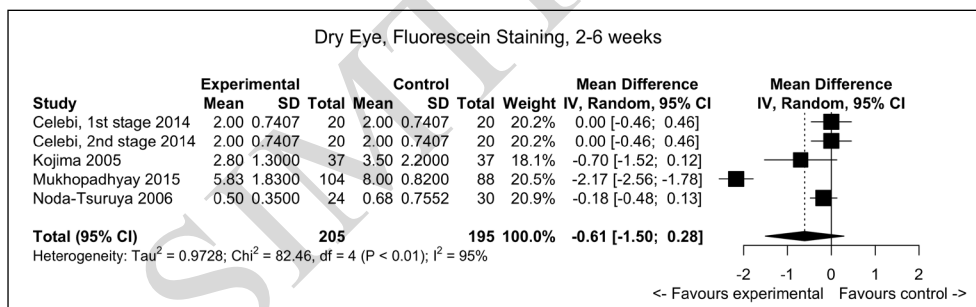 Dry Eye, Fluorescein Staining, 2-6 weeks
Experimental Control Mean Difference Mean Difference
Study Mean SD Total Mean SD Total Weight IV, Random, 95% CI IV, Random, 95% CI
Celebi, 1st stage 2014 2.00 0.7407 20 2.00 0.7407 20 20.2% 0.00 [-0.46; 0.46]
Celebi, 2nd stage 2014 2.00 0.7407 20 2.00 0.7407 20 20.2% 0.00 [-0.46; 0.46]
Kojima 2005 2.80 1.3000 37 3.50 2.2000 37 18.1% -0.70 [-1.52; 0.12]
Mukhopadhyay 2015 5.83 1.8300 104 8.00 0.8200 88 20.5% -2.17 [-2.56; -1.78]
Noda-Tsuruya 2006 0.50 0.3500 24 0.68 0.7552 30 20.9% -0.18 [-0.48; 0.13]
Total (95% CI) 205 195 100.0% -0.61 [-1.50; 0.28]
Heterogeneity: Tau² = 0.9728; Chi² = 82.46, df = 4 (P < 0.01); I² = 95%
-2 -1 0 1 2
<- Favours experimental Favours control ->
SIMT